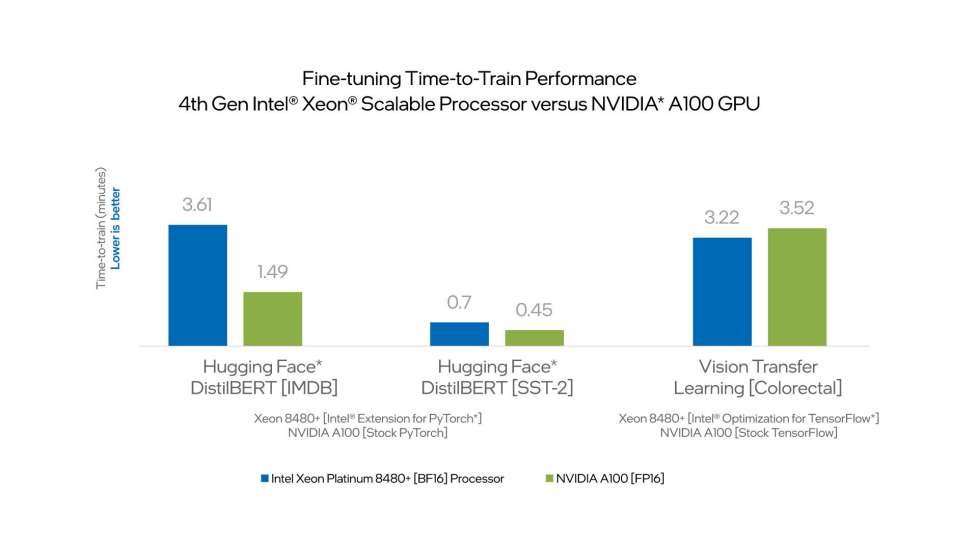 Fine-tuning Time-to-Train Performance
4th Gen Intel® Xeon® Scalable Processor versus NVIDIA* A100 GPU
Time-to-train (minutes)
Lower is better
3.61
1.49
0.7
0.45
3.22
3.52
Hugging Face*
DistilBERT [IMDB]
Hugging Face*
DistilBERT [SST-2]
Vision Transfer
Learning [Colorectal]
Xeon 8480+ [Intel® Extension for PyTorch*]
NVIDIA A100 [Stock PyTorch]
Xeon 8480+ [Intel® Optimization for TensorFlow*]
NVIDIA A100 [Stock TensorFlow]
Intel Xeon Platinum 8480+ [BF16] Processor
NVIDIA A100 [FP16]